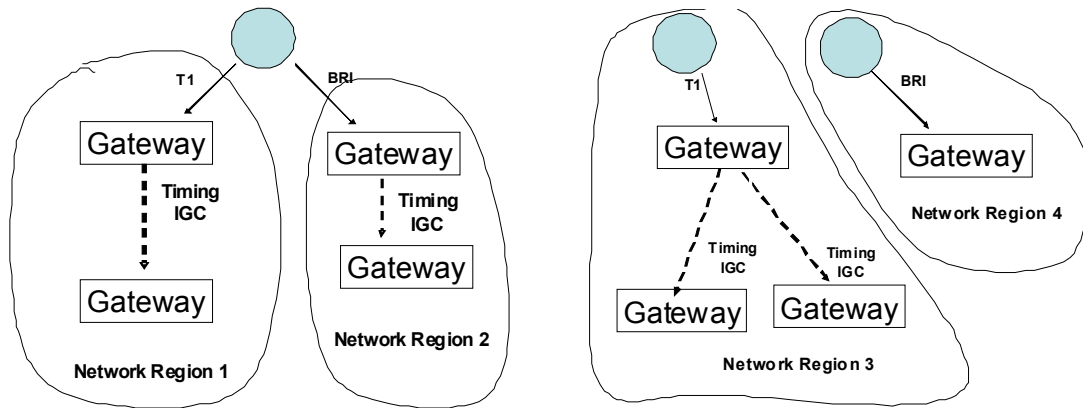 T1
BRI
Gateway
Timing
IGC
Gateway
Network Region 1
Gateway
Timing
IGC
Gateway
Network Region 2
T1
Gateway
Timing
IGC
Timing
IGC
Gateway
Gateway
Network Region 3
BRI
Gateway
Network Region 4